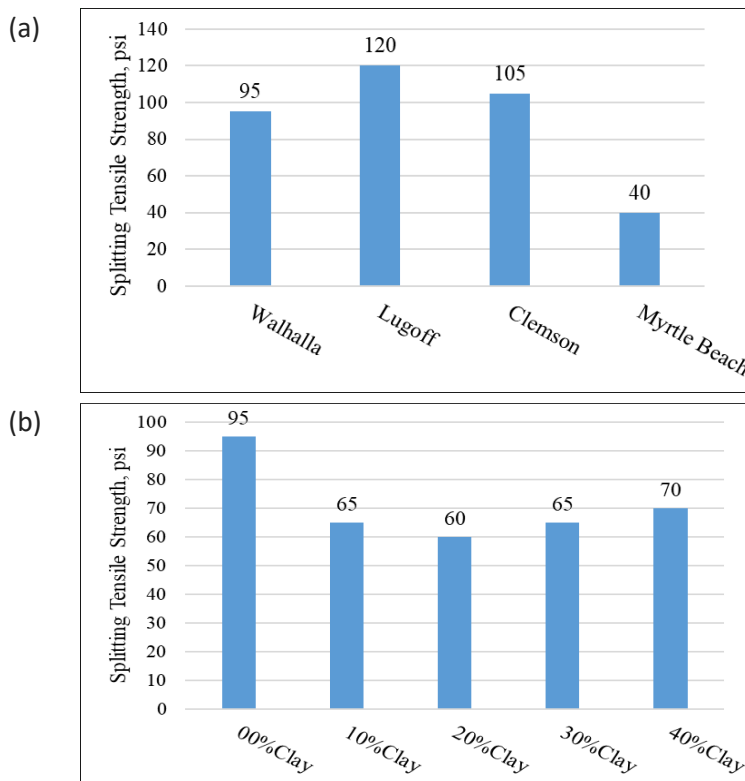 (a)
Splitting Tensile Strength, psi
140
120
100
80
60
40
20
0
95
120
105
40
Walhalla
Lugoff
Clemson
Myrtle Beach
(b)
Splitting Tensile Strength, psi
100
90
80
70
60
50
40
30
20
10
0
95
65
60
65
70
00%Clay
10%Clay
20%Clay
30%Clay
40%Clay